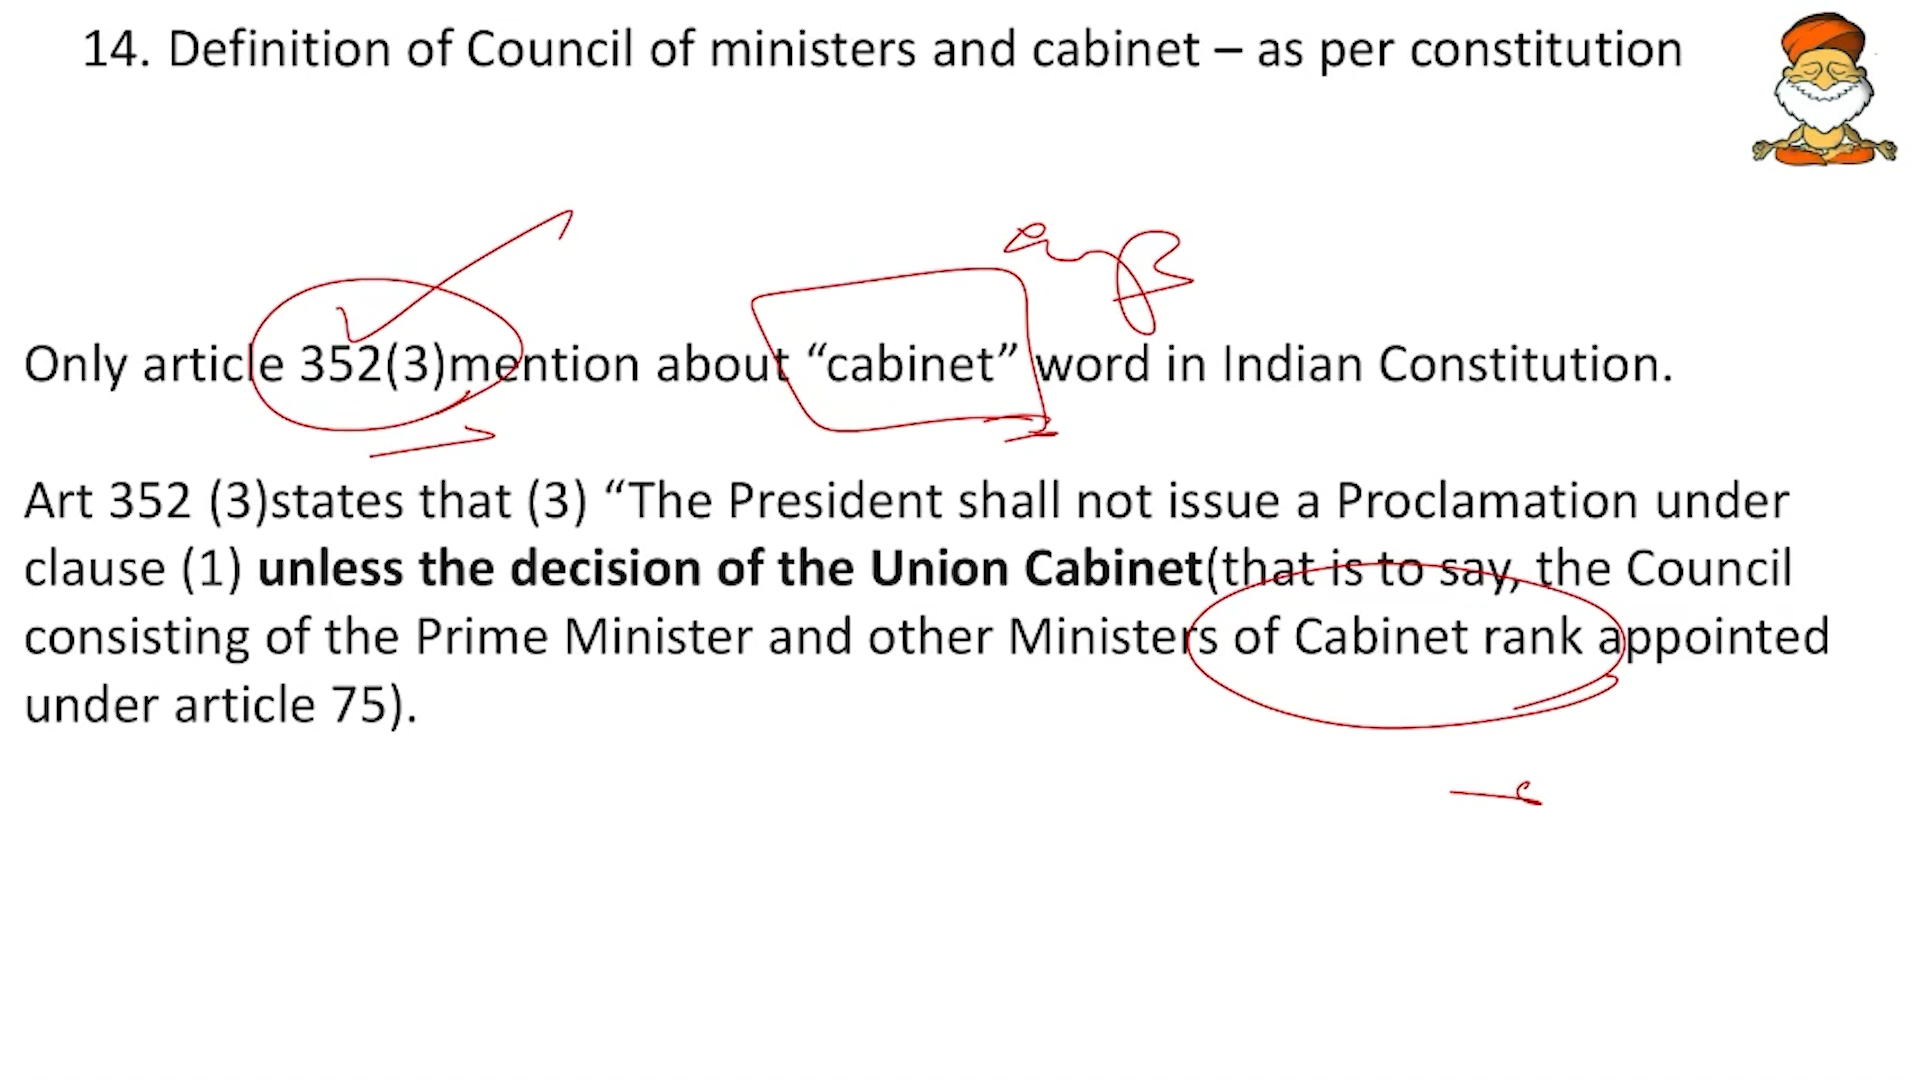 14. Definition of Council of ministers and cabinet – as per constitution
Only article 352(3)mention about “cabinet” word in Indian Constitution.
Art 352 (3)states that (3) “The President shall not issue a Proclamation under
clause (1) unless the decision of the Union Cabinet(that is to say, the Council
consisting of the Prime Minister and other Ministers of Cabinet rank appointed
under article 75).